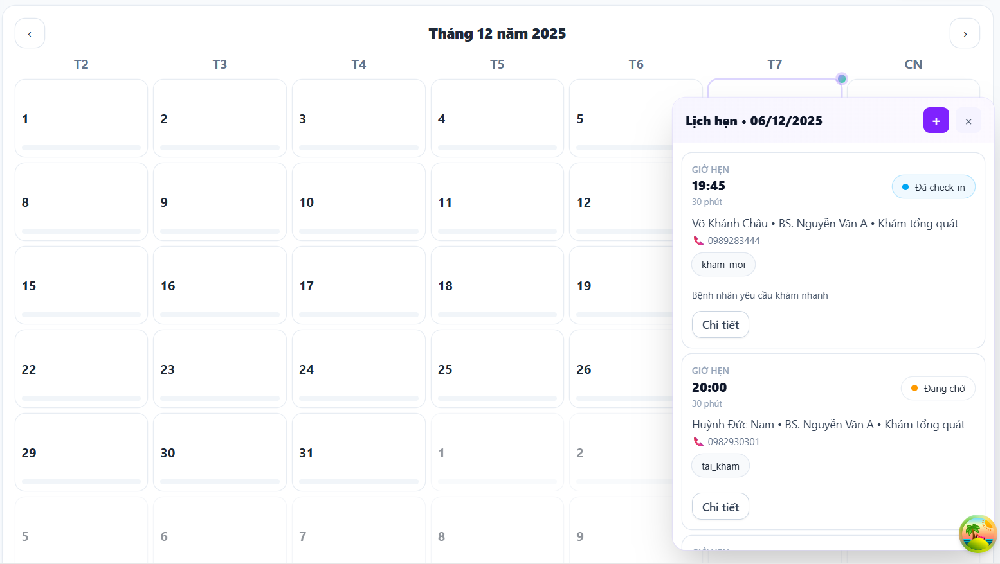 ‹
Tháng 12 năm 2025
›
T2 T3 T4 T5 T6 T7 CN
1 2 3 4 5
8 9 10 11 12
15 16 17 18 19
22 23 24 25 26
29 30 31 1 2
5 6 7 8 9
Lịch hẹn • 06/12/2025
+ ×
GIỜ HẸN
19:45
Đã check-in
30 phút
Võ Khánh Châu • BS. Nguyễn Văn A • Khám tổng quát
0989283444
kham_moi
Bệnh nhân yêu cầu khám nhanh
Chi tiết
GIỜ HẸN
20:00
Đang chờ
30 phút
Huỳnh Đức Nam • BS. Nguyễn Văn A • Khám tổng quát
0982930301
tai_kham
Chi tiết